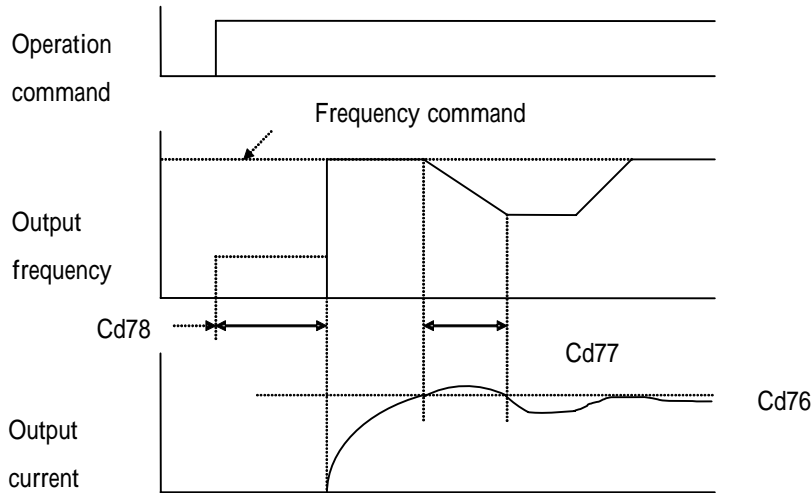 Operation
command
Frequency command
Output
frequency
Cd78
Cd77
Cd76
Output
current